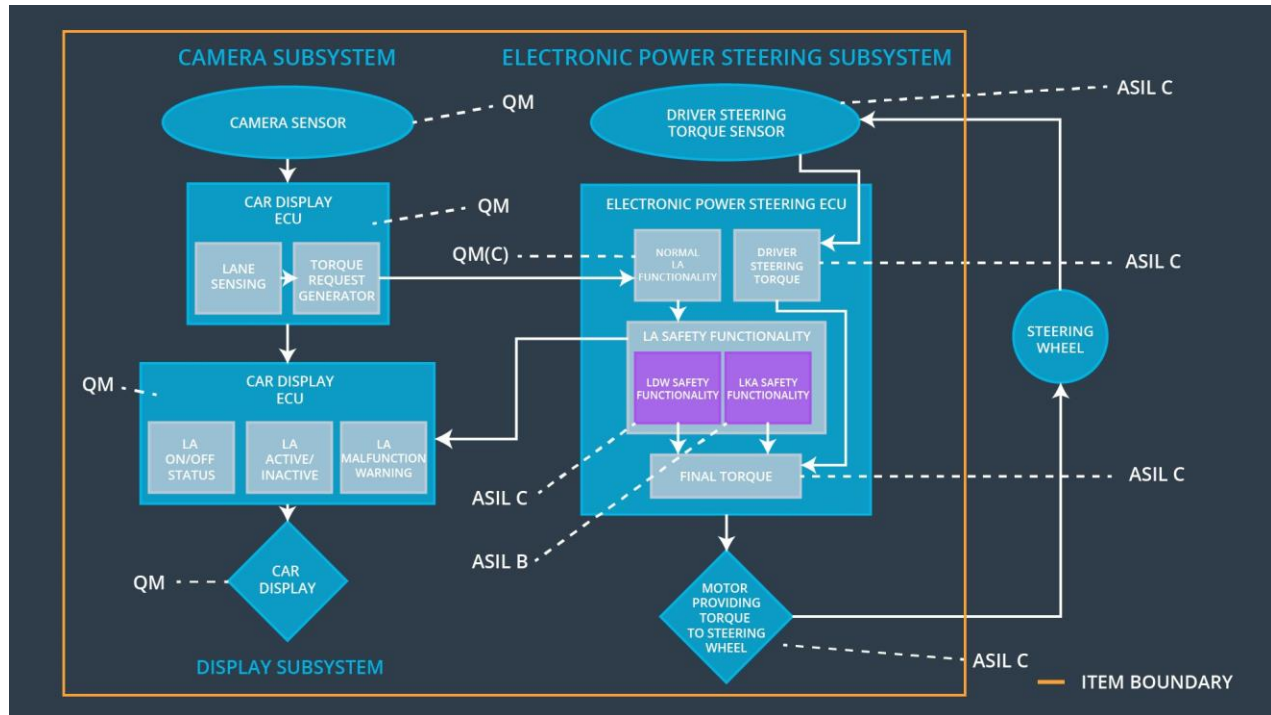 CAMERA SUBSYSTEM
ELECTRONIC POWER STEERING SUBSYSTEM
CAMERA SENSOR
QM
DRIVER STEERING
TORQUE SENSOR
ASIL C
CAR DISPLAY
ECU
QM
LANE
SENSING
TORQUE
REQUEST
GENERATOR
ELECTRONIC POWER STEERING ECU
QM(C)
NORMAL
LA
FUNCTIONALITY
DRIVER
STEERING
TORQUE
ASIL C
LA SAFETY FUNCTIONALITY
LDW SAFETY
FUNCTIONALITY
LKA SAFETY
FUNCTIONALITY
STEERING
WHEEL
QM
CAR DISPLAY
ECU
LA
ON/OFF
STATUS
LA
ACTIVE/
INACTIVE
LA
MALFUNCTION
WARNING
FINAL TORQUE
ASIL C
ASIL C
ASIL B
QM
CAR
DISPLAY
MOTOR
PROVIDING
TORQUE
TO STEERING
WHEEL
ASIL C
DISPLAY SUBSYSTEM
ITEM BOUNDARY